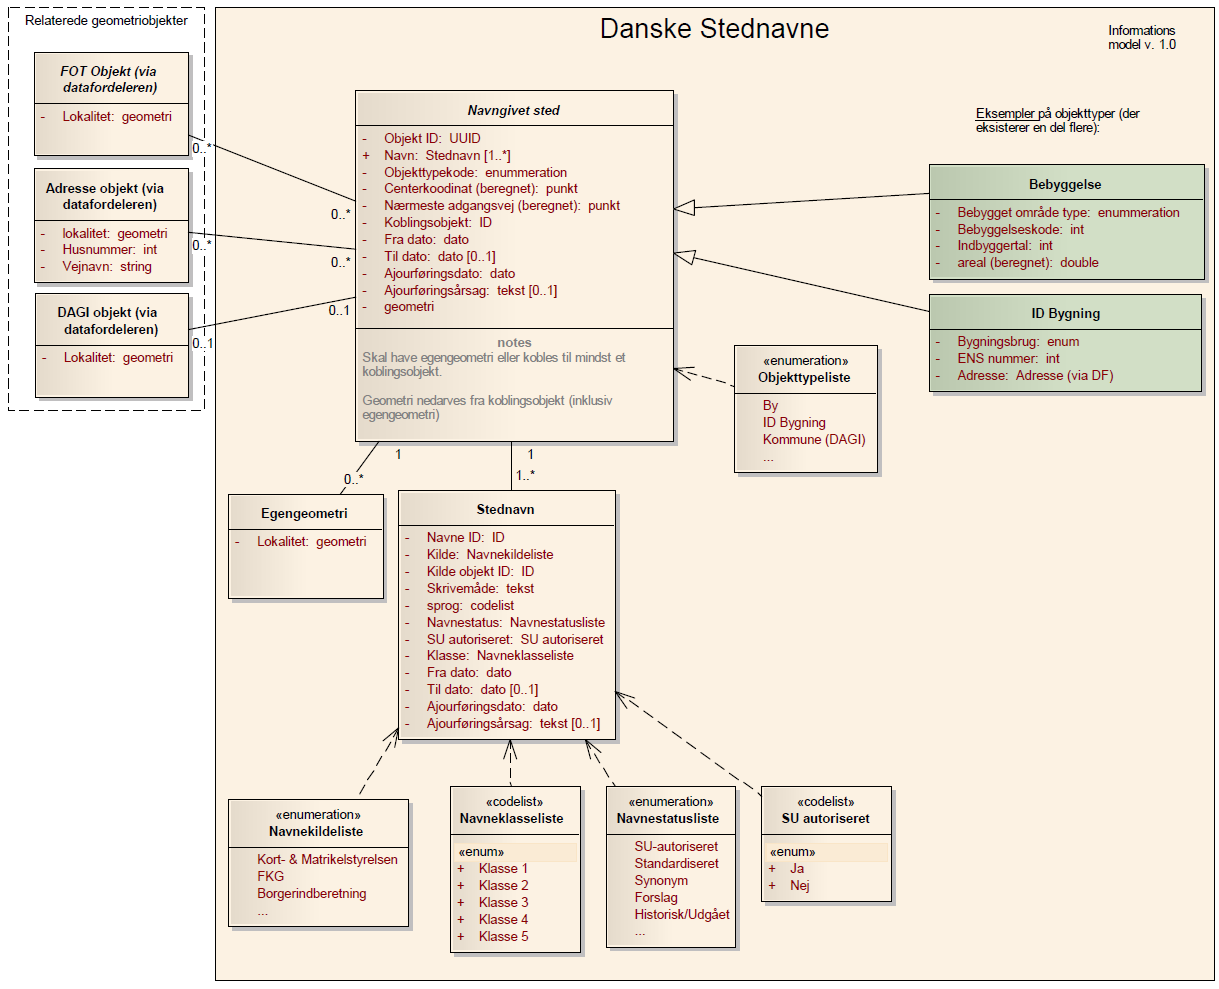 Relaterede geometriobjekter
FOT Objekt (via
datafordeleren)
- Lokalitet: geometri
0..*
Adresse objekt (via
datafordeleren)
- lokalitet: geometri
- Husnummer: int
- Vejnavn: string
0..*
DAGI objekt (via
datafordeleren)
- Lokalitet: geometri
0..1
Danske Stednavne
Informations
model v. 1.0
Navngivet sted
- Objekt ID: UUID
+ Navn: Stednavn [1..*]
- Objekttypekode: enummeration
- Centerkoodinat (beregnet): punkt
- Nærmeste adgangsvej (beregnet): punkt
- Koblingsobjekt: ID
- Fra dato: dato
- Til dato: dato [0..1]
- Ajourføringsdato: dato
- Ajourføringsårsag: tekst [0..1]
- geometri
notes
Skal have egengeometri eller kobles til mindst et
koblingsobjekt.
Geometri nedarves fra koblingsobjekt (inklusiv
egengeometri)
0..*
0..*
0..1
Eksempler på objekttyper (der
eksisterer en del flere):
Bebyggelse
- Bebygget område type: enummeration
- Bebyggelseskode: int
- Indbyggertal: int
- areal (beregnet): double
ID Bygning
- Bygningsbrug: enum
- ENS nummer: int
- Adresse: Adresse (via DF)
«enumeration»
Objekttypeliste
By
ID Bygning
Kommune (DAGI)
...
1
0..*
1
1..*
Egengeometri
- Lokalitet: geometri
Stednavn
- Navne ID: ID
- Kilde: Navnekildeliste
- Kilde objekt ID: ID
- Skrivemåde: tekst
- sprog: codelist
- Navnestatus: Navnestatusliste
- SU autoriseret: SU autoriseret
- Klasse: Navneklasseliste
- Fra dato: dato
- Til dato: dato [0..1]
- Ajourføringsdato: dato
- Ajourføringsårsag: tekst [0..1]
«enumeration»
Navnekildeliste
Kort- & Matrikelstyrelsen
FKG
Borgerindberetning
...
«codelist»
Navneklasseliste
«enum»
+ Klasse 1
+ Klasse 2
+ Klasse 3
+ Klasse 4
+ Klasse 5
«enumeration»
Navnestatusliste
SU-autoriseret
Standardiseret
Synonym
Forslag
Historisk/Udgået
...
«codelist»
SU autoriseret
«enum»
+ Ja
+ Nej